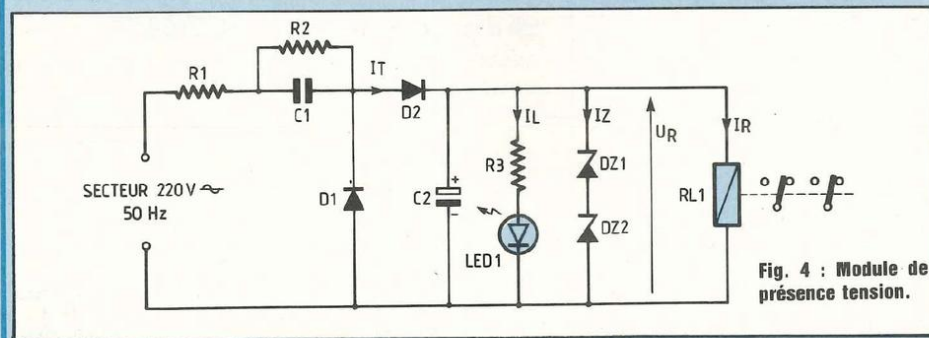 R2
R1
IT
C1
D2
IL
IZ
UR
IR
R3
DZ1
SECTEUR 220 V ~
50 Hz
D1
C2
+
-
RL1
DZ2
LED1
Fig. 4 : Module de
présence tension.